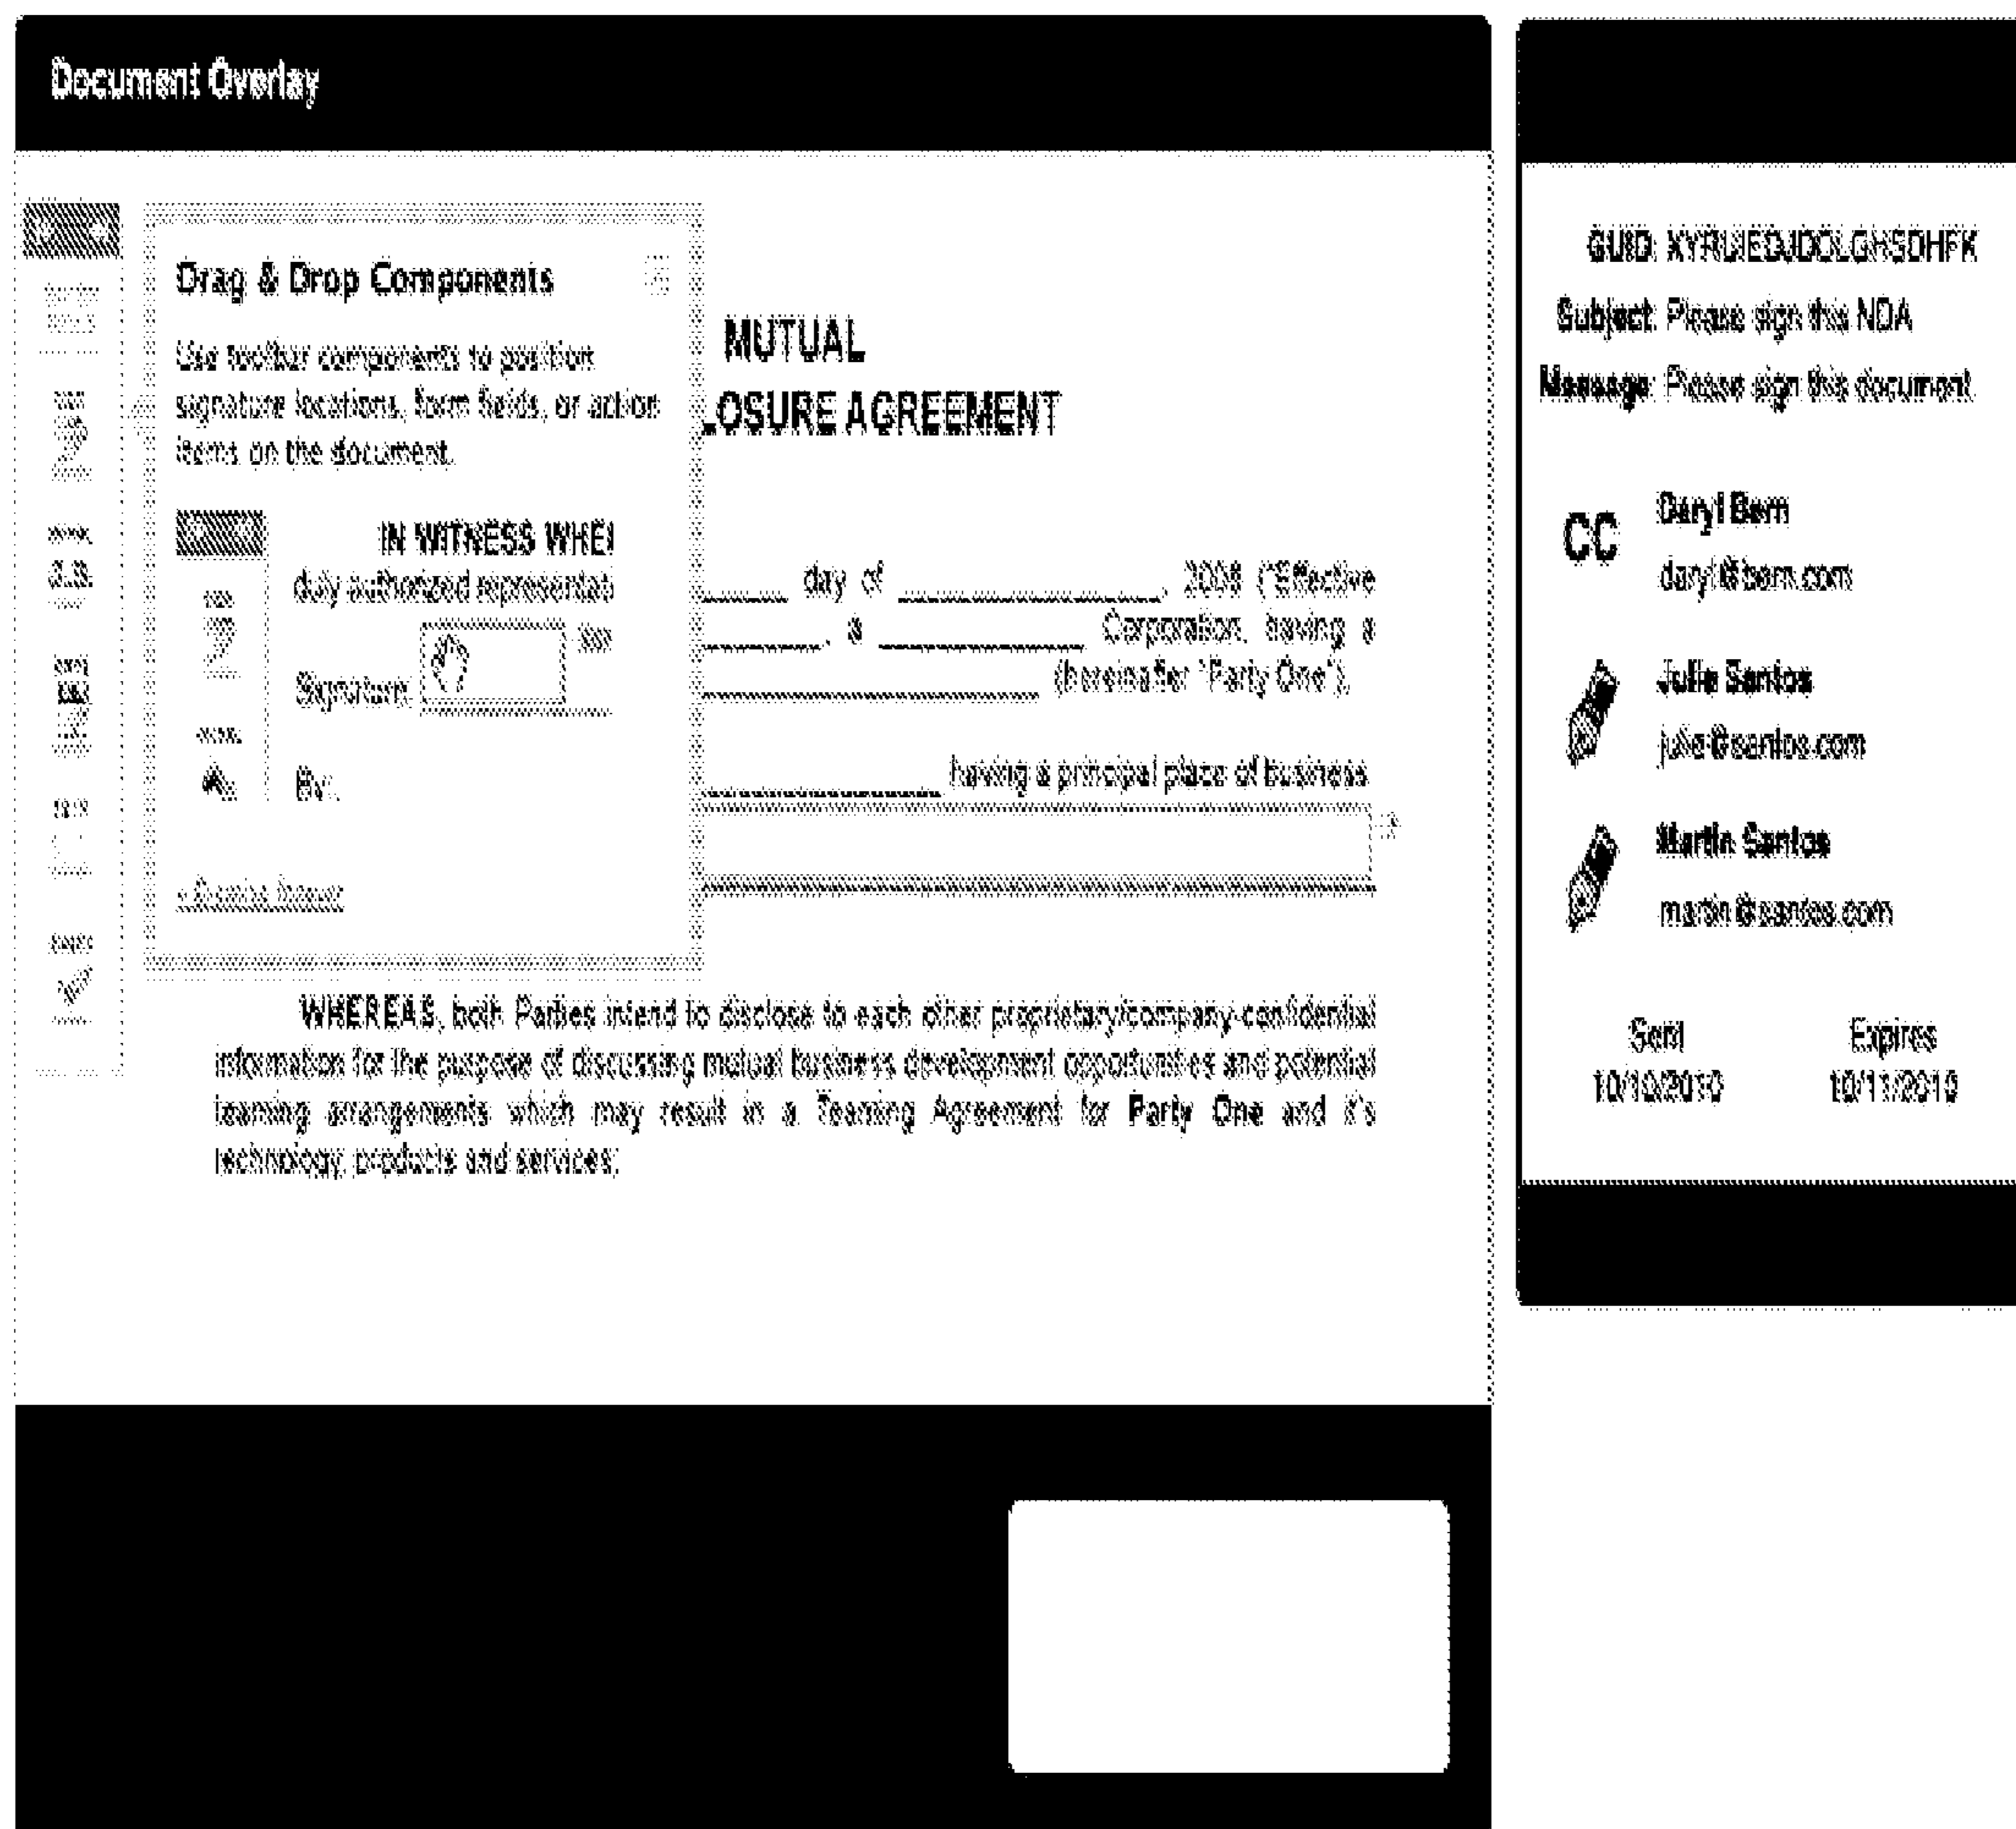 Document Overlay
Drag & Drop Components
Use toolbar components to position
signature locations, form fields, or action
items on the document.
IN WITNESS WHE
duly authorized representati
Signature:
By:
MUTUAL
LOSURE AGREEMENT
day of , 2008 ("Effective
, a Corporation, having a
(hereinafter "Party One"),
having a principal place of business
WHEREAS, both Parties intend to disclose to each other proprietary/company-confidential
information for the purpose of discussing mutual business development opportunities and potential
teaming arrangements which may result in a Teaming Agreement for Party One and it's
technology, products and services;
GUID:
Subject: Please sign this NDA
Message: Please sign this document
CC Daryl Bern
daryl@bern.com
Julie Santos
julie@santos.com
Martin Santos
martin@santos.com
Sent Expires
10/10/2010 10/11/2010